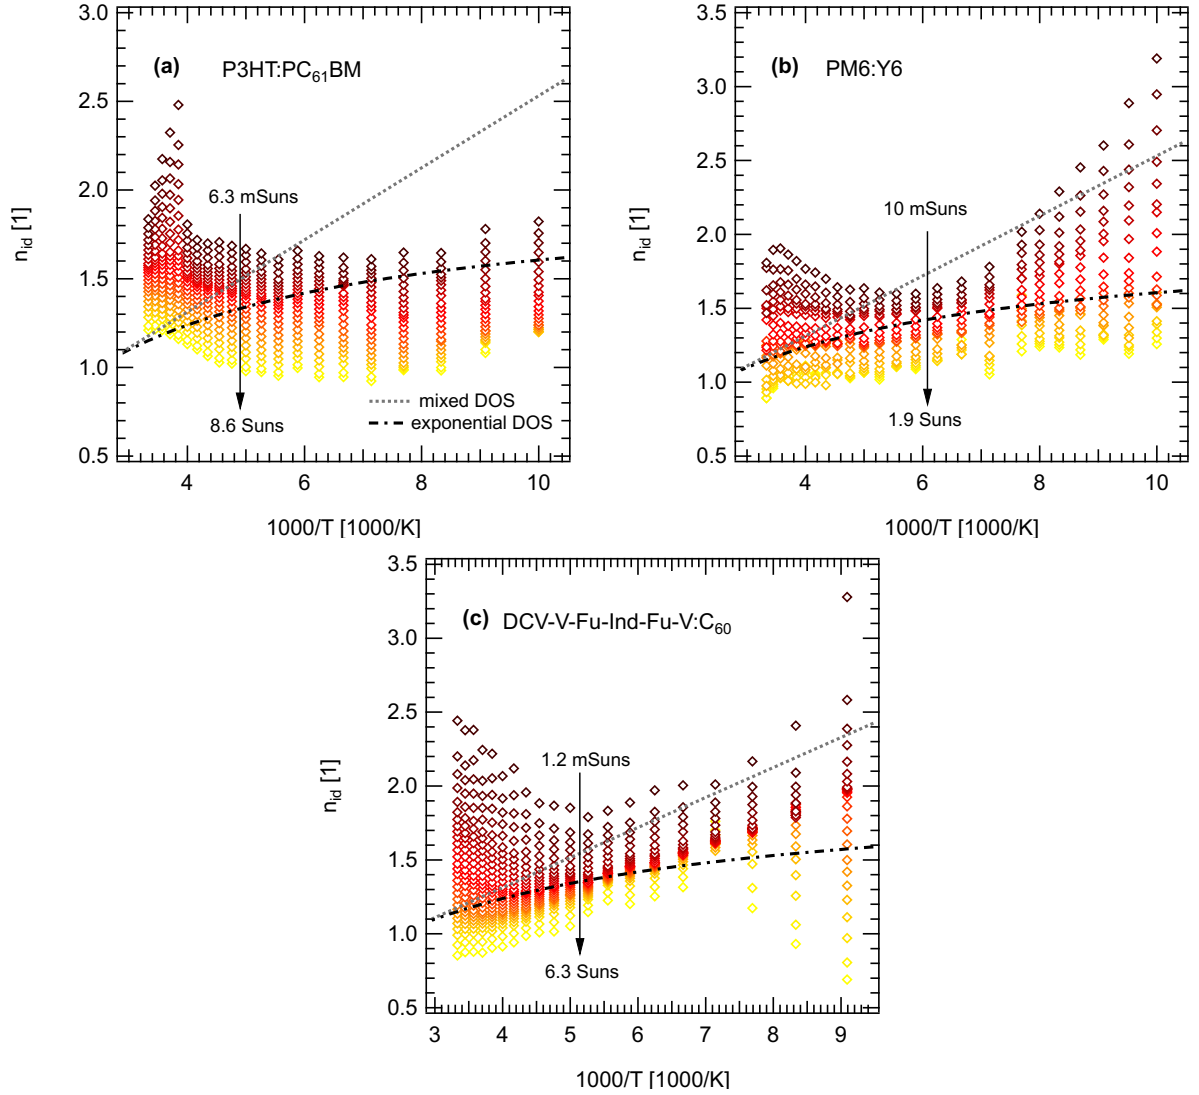 3.0
2.5
2.0
1.5
1.0
0.5
n_id [1]
(a) P3HT:PC₆₁BM
6.3 mSuns
8.6 Suns
mixed DOS
exponential DOS
4 6 8 10
1000/T [1000/K]
3.5
3.0
2.5
2.0
1.5
1.0
0.5
n_id [1]
(b) PM6:Y6
10 mSuns
1.9 Suns
4 6 8 10
1000/T [1000/K]
3.5
3.0
2.5
2.0
1.5
1.0
0.5
n_id [1]
(c) DCV-V-Fu-Ind-Fu-V:C₆₀
1.2 mSuns
6.3 Suns
3 4 5 6 7 8 9
1000/T [1000/K]